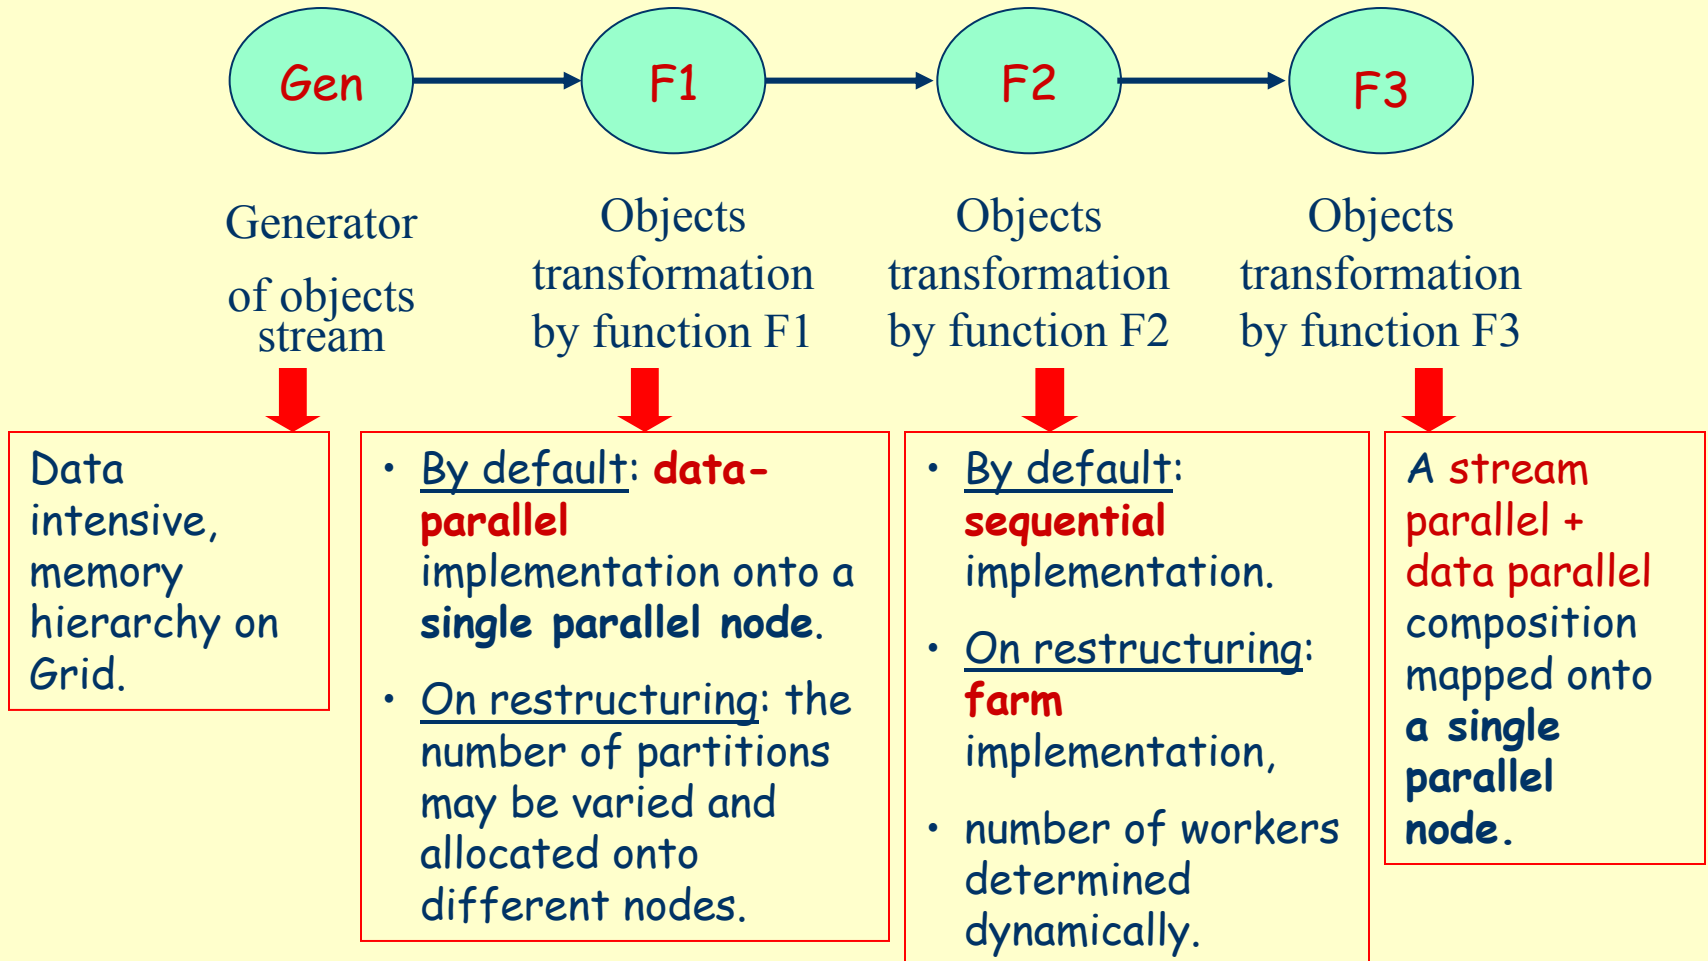 Gen
F1
F2
F3
Generator
of objects
stream
Objects
transformation
by function F1
Objects
transformation
by function F2
Objects
transformation
by function F3
Data
intensive,
memory
hierarchy on
Grid.
• By default: data-
parallel
implementation onto a
single parallel node.
• On restructuring: the
number of partitions
may be varied and
allocated onto
different nodes.
• By default:
sequential
implementation.
• On restructuring:
farm
implementation,
• number of workers
determined
dynamically.
A stream
parallel +
data parallel
composition
mapped onto
a single
parallel
node.